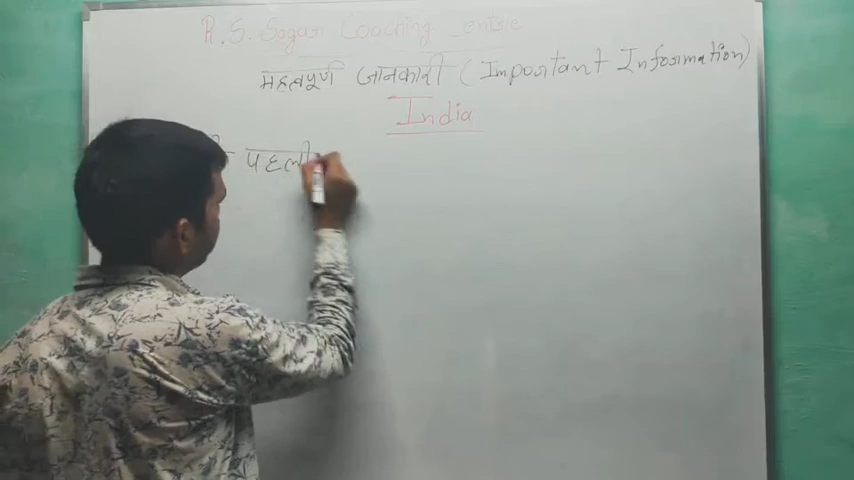 R.S. Sagar Coaching Centre
महत्वपूर्ण जानकारी (Important Information)
India
पहली